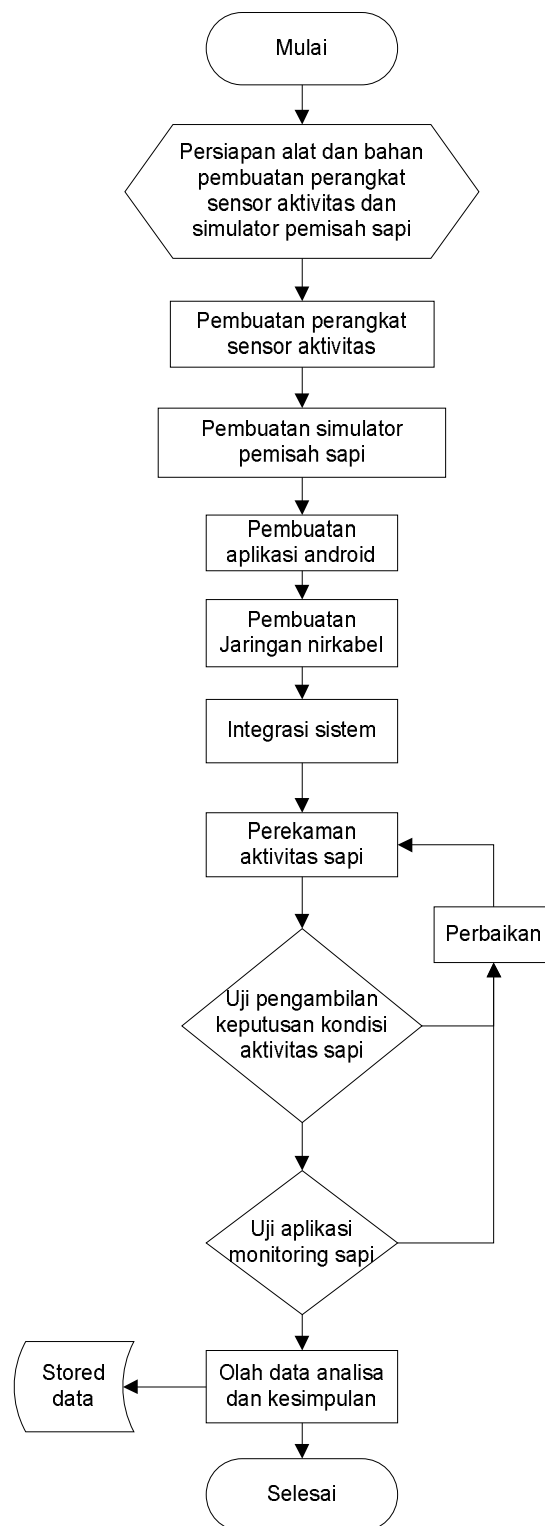 Mulai
Persiapan alat dan bahan
pembuatan perangkat
sensor aktivitas dan
simulator pemisah sapi
Pembuatan perangkat
sensor aktivitas
Pembuatan simulator
pemisah sapi
Pembuatan
aplikasi android
Pembuatan
Jaringan nirkabel
Integrasi sistem
Perekaman
aktivitas sapi
Perbaikan
Uji pengambilan
keputusan kondisi
aktivitas sapi
Uji aplikasi
monitoring sapi
Stored
data
Olah data analisa
dan kesimpulan
Selesai